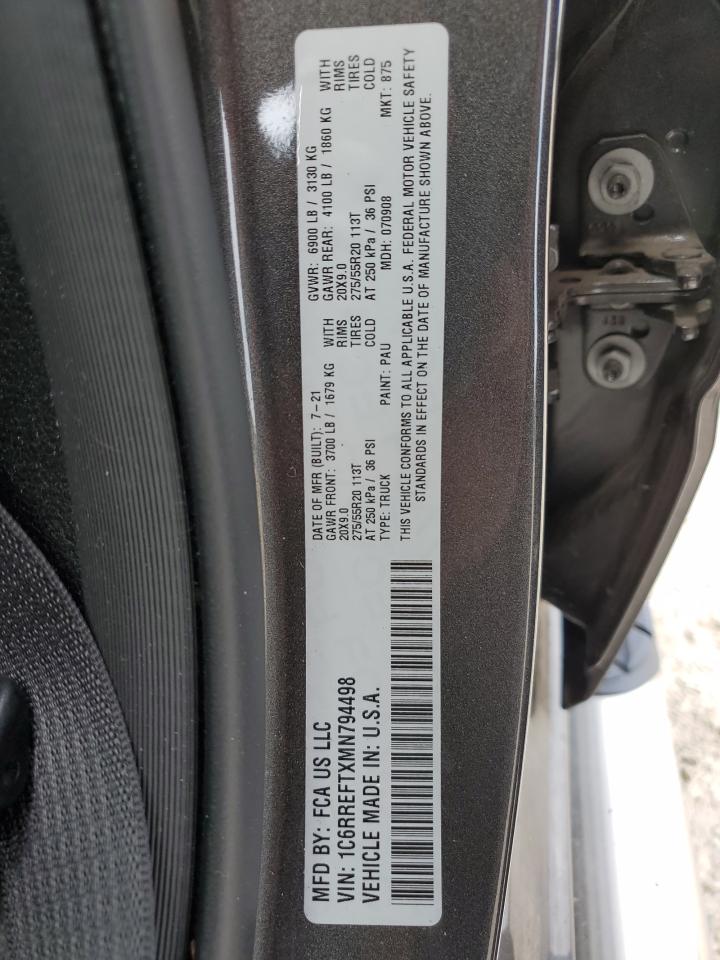 MFD BY: FCA US LLC
VIN: 1C6RREFTXMN794498
VEHICLE MADE IN: U.S.A.
DATE OF MFR (BUILT): 7-21 GVWR: 6900 LB / 3130 KG WITH
GAWR FRONT: 3700 LB / 1679 KG WITH GAWR REAR: 4100 LB / 1860 KG RIMS
20X9.0 RIMS 20X9.0 TIRES
275/55R20 113T TIRES 275/55R20 113T COLD
AT 250 kPa / 36 PSI COLD AT 250 kPa / 36 PSI
TYPE: TRUCK PAINT: PAU MDH: 070908 MKT: 875
THIS VEHICLE CONFORMS TO ALL APPLICABLE U.S.A. FEDERAL MOTOR VEHICLE SAFETY
STANDARDS IN EFFECT ON THE DATE OF MANUFACTURE SHOWN ABOVE.